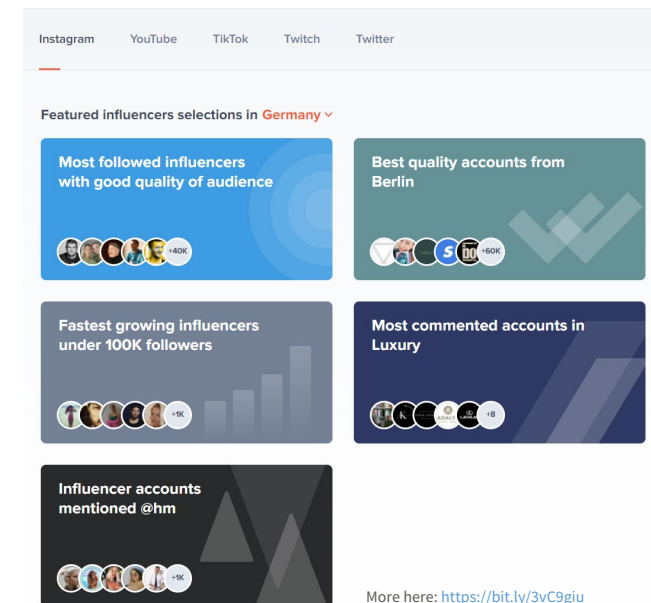 Instagram YouTube TikTok Twitch Twitter
Featured influencers selections in Germany
Most followed influencers
with good quality of audience
+40K
Best quality accounts from
Berlin
S
+60K
Fastest growing influencers
under 100K followers
+1K
Most commented accounts in
Luxury
K
+8
Influencer accounts
mentioned @hm
+1K
More here: https://bit.ly/3vC9giu